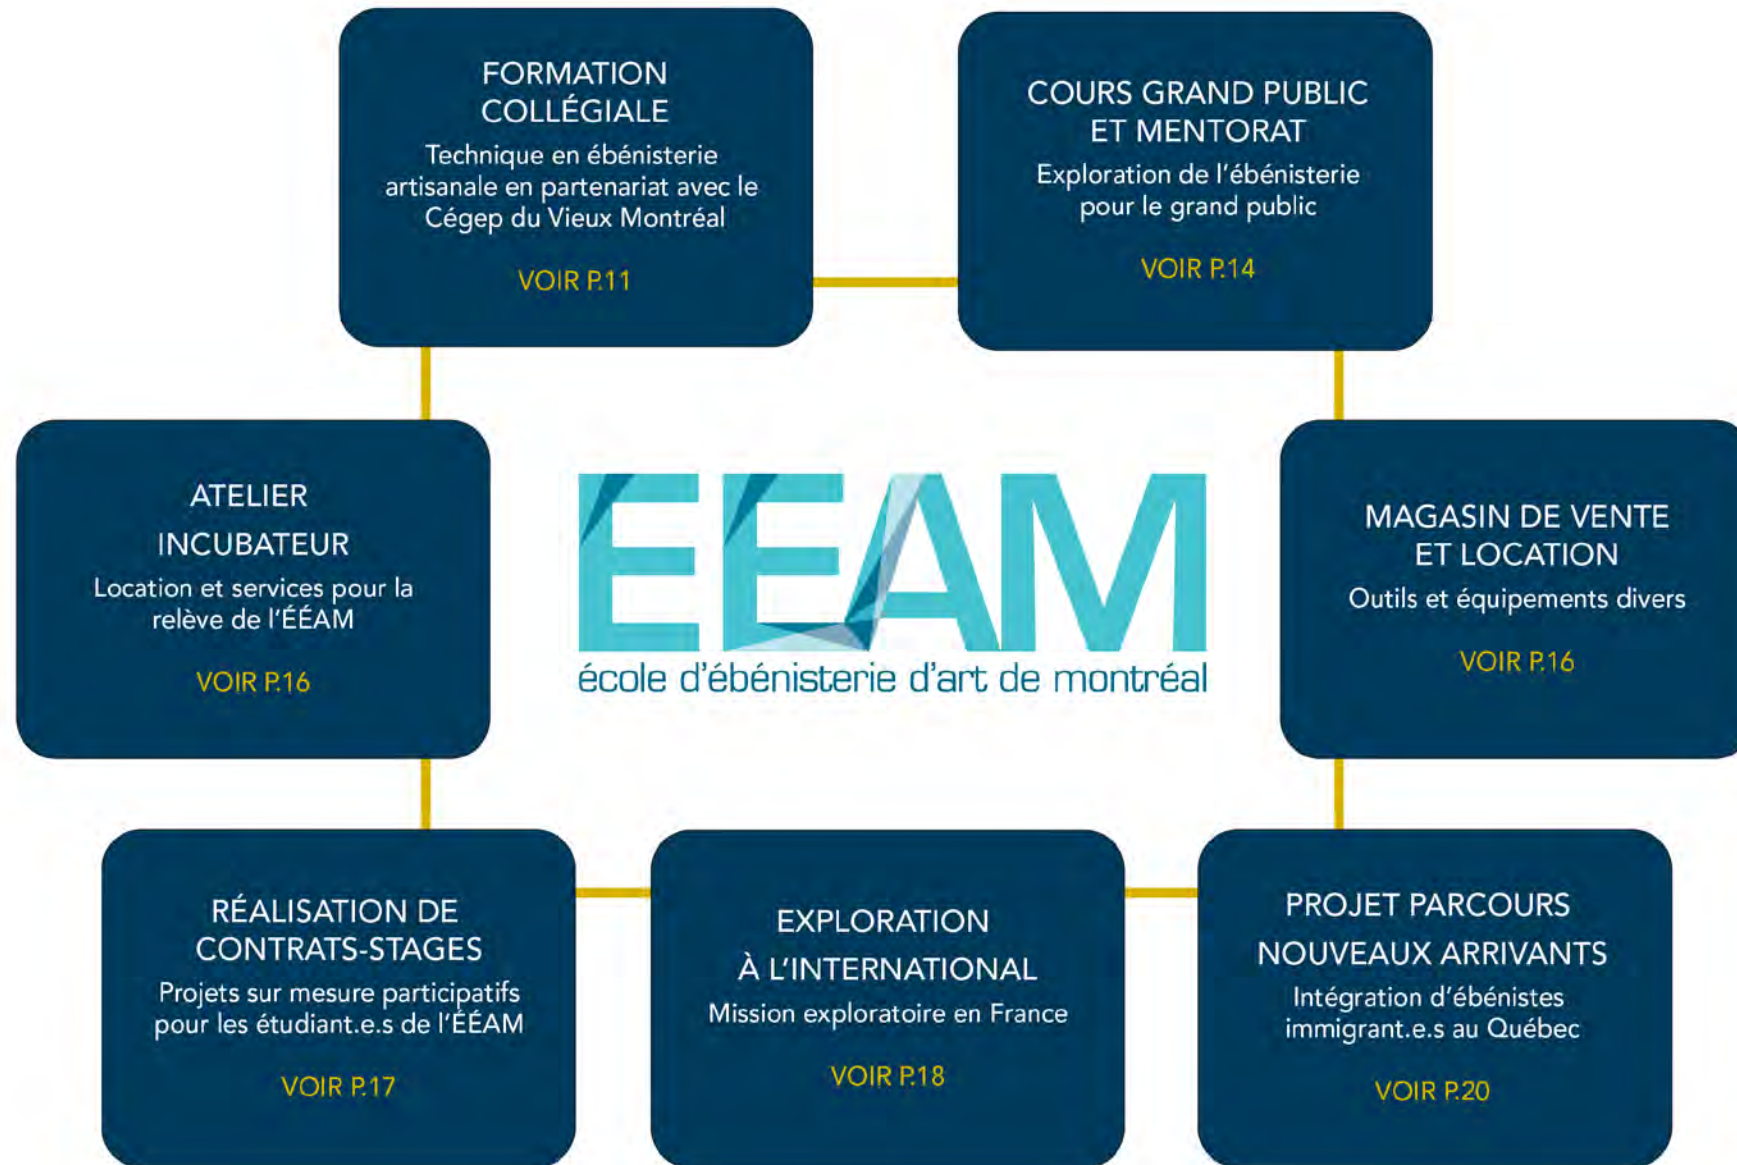 FORMATION
COLLÉGIALE
Technique en ébénisterie
artisanale en partenariat avec le
Cégep du Vieux Montréal
VOIR P.11
COURS GRAND PUBLIC
ET MENTORAT
Exploration de l'ébénisterie
pour le grand public
VOIR P.14
ATELIER
INCUBATEUR
Location et services pour la
relève de l'ÉÉAM
VOIR P.16
ÉÉAM
école d'ébénisterie d'art de montréal
MAGASIN DE VENTE
ET LOCATION
Outils et équipements divers
VOIR P.16
RÉALISATION DE
CONTRATS-STAGES
Projets sur mesure participatifs
pour les étudiant.e.s de l'ÉÉAM
VOIR P.17
EXPLORATION
À L'INTERNATIONAL
Mission exploratoire en France
VOIR P.18
PROJET PARCOURS
NOUVEAUX ARRIVANTS
Intégration d'ébénistes
immigrant.e.s au Québec
VOIR P.20